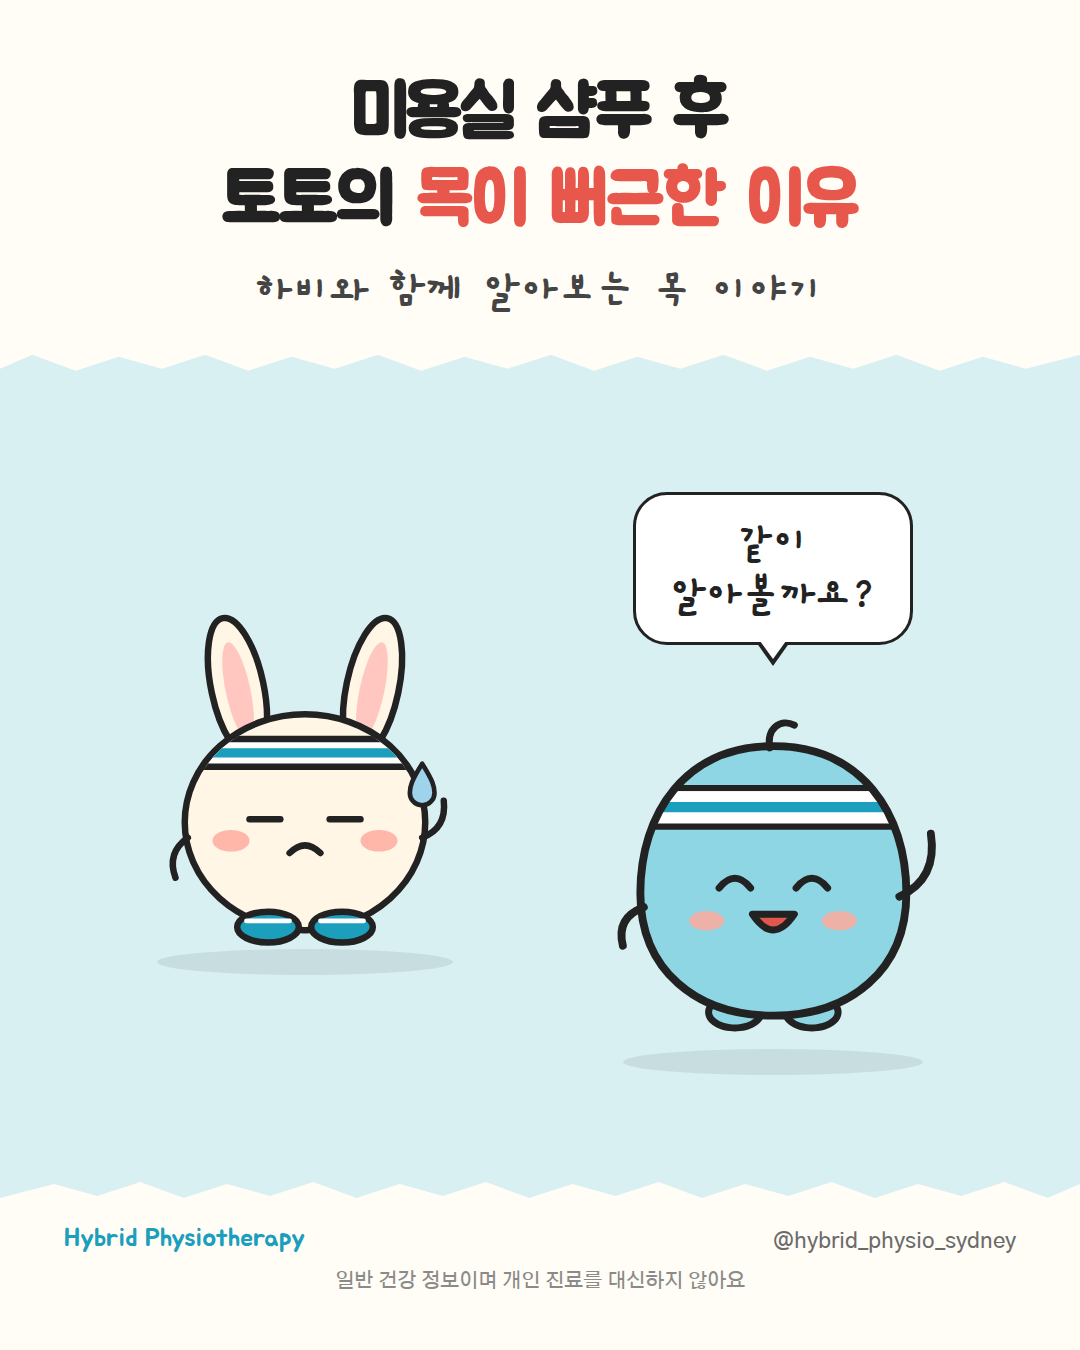 미용실 샴푸 후
토토의 목이 뻐근한 이유
하비와 함께 알아보는 목 이야기
같이
알아볼까요?
Hybrid Physiotherapy
@hybrid_physio_sydney
일반 건강 정보이며 개인 진료를 대신하지 않아요